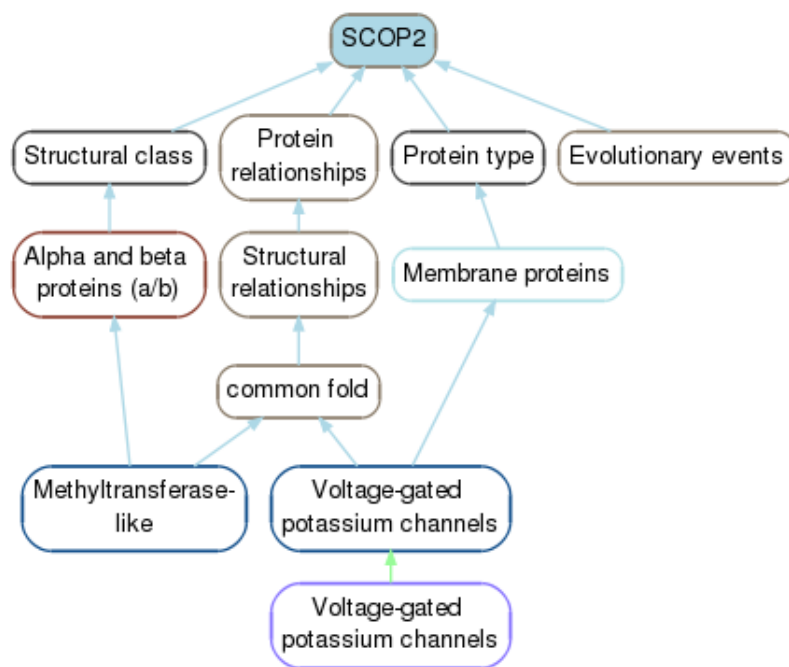 SCOP2
Structural class
Protein
relationships
Protein type
Evolutionary events
Alpha and beta
proteins (a/b)
Structural
relationships
Membrane proteins
common fold
Methyltransferase-
like
Voltage-gated
potassium channels
Voltage-gated
potassium channels